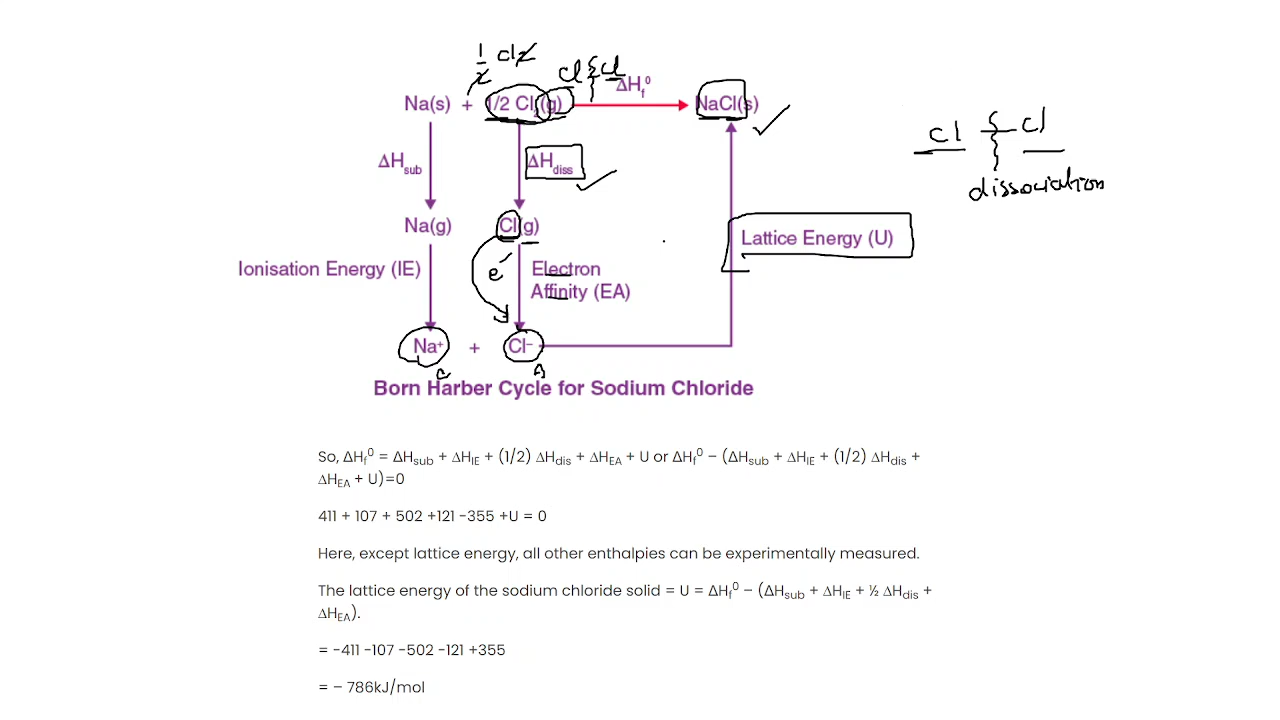 1/2 Cl2
Cl Cl
ΔHf⁰
Na(s) + 1/2 Cl2(g) NaCl(s)
Cl Cl
dissociation
ΔHsub ΔHdiss
Na(g) Cl(g)
Lattice Energy (U)
Ionisation Energy (IE) e⁻ Electron
Affinity (EA)
Na⁺ + Cl⁻
C A
Born Harber Cycle for Sodium Chloride
So, ΔHf⁰ = ΔHsub + ΔHIE + (1/2) ΔHdis + ΔHEA + U or ΔHf⁰ – (ΔHsub + ΔHIE + (1/2) ΔHdis +
ΔHEA + U)=0
411 + 107 + 502 +121 -355 +U = 0
Here, except lattice energy, all other enthalpies can be experimentally measured.
The lattice energy of the sodium chloride solid = U = ΔHf⁰ – (ΔHsub + ΔHIE + ½ ΔHdis +
ΔHEA).
= -411 -107 -502 -121 +355
= – 786kJ/mol